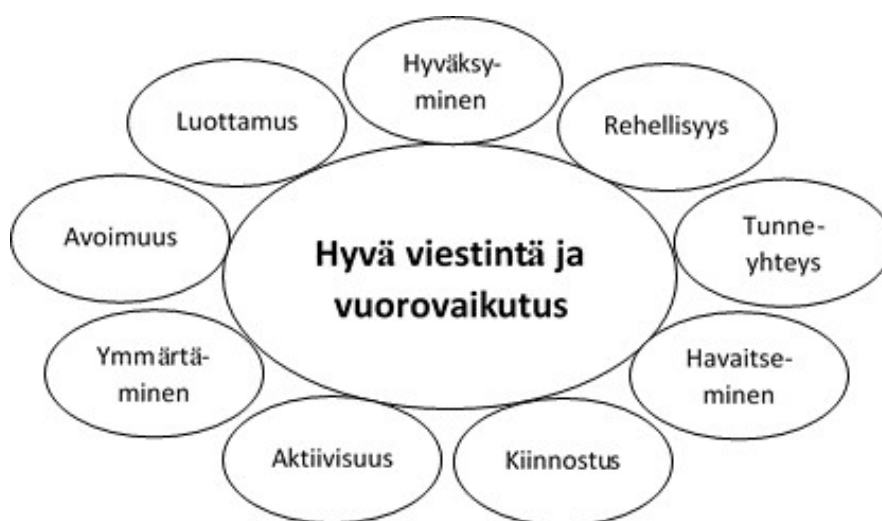 Hyväksy-
minen
Luottamus
Rehellisyys
Avoimuus
Tunne-
yhteys
Hyvä viestintä ja
vuorovaikutus
Ymmärtä-
minen
Havaitse-
minen
Aktiivisuus
Kiinnostus